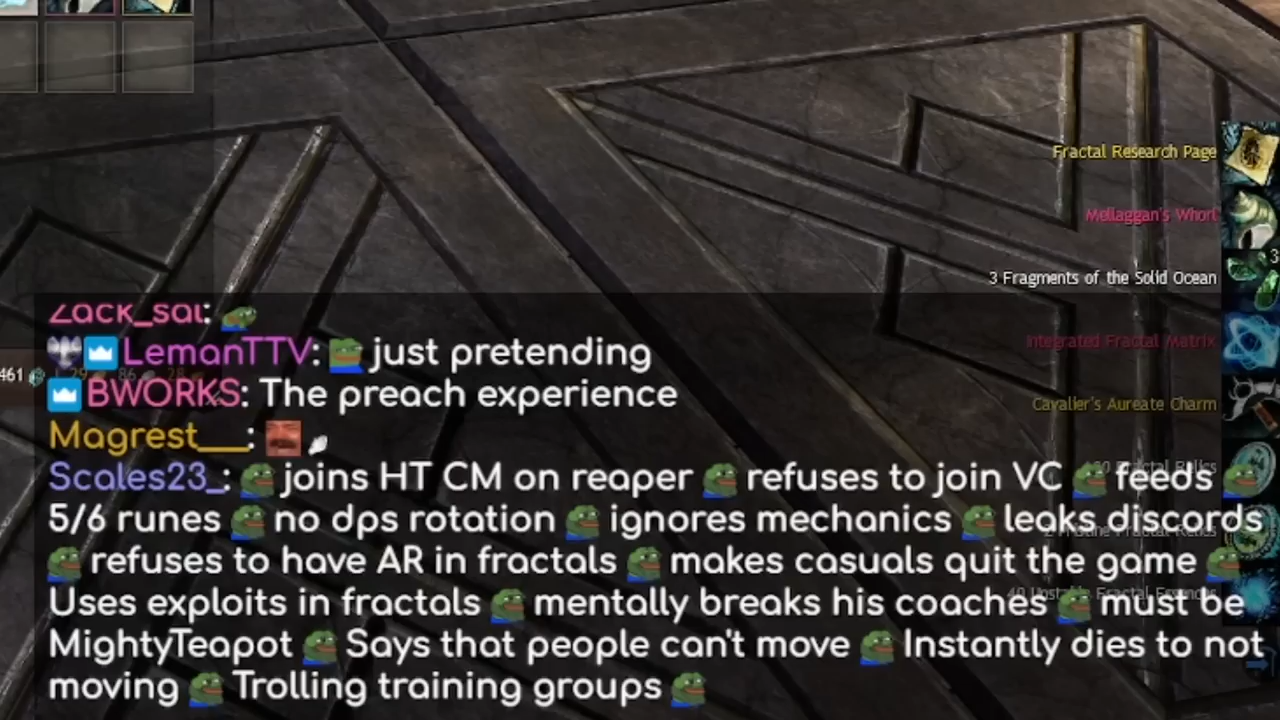 Fractal Research Page
Mellaggan's Whorl
3 Fragments of the Solid Ocean
3
Integrated Fractal Matrix
Cavalier's Aureate Charm
Zack_sal:
LemanTTV: just pretending
461
BWORKS: The preach experience
Magrest___:
Scales23_: joins HT CM on reaper refuses to join VC feeds
5/6 runes no dps rotation ignores mechanics leaks discords
refuses to have AR in fractals makes casuals quit the game
Uses exploits in fractals mentally breaks his coaches must be
MightyTeapot Says that people can't move Instantly dies to not
moving Trolling training groups